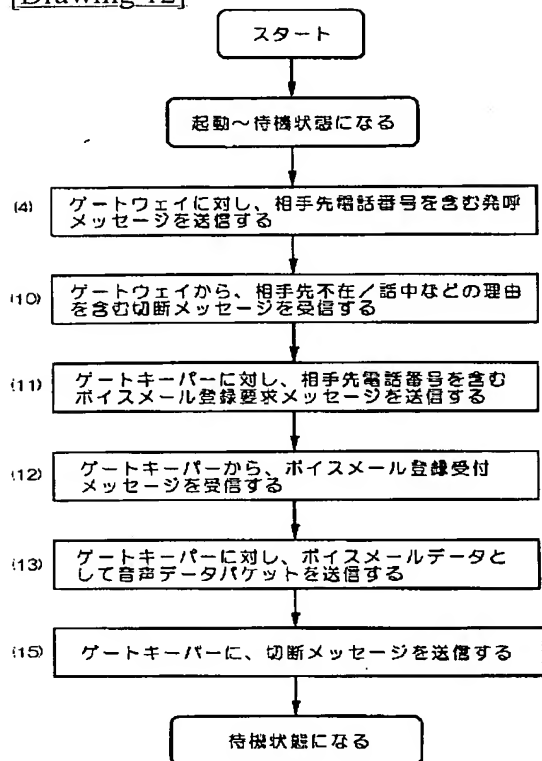 [Drawing 12]
スタート
起動～待機状態になる
(4)
ゲートウェイに対し、相手先電話番号を含む発呼
メッセージを送信する
(10)
ゲートウェイから、相手先不在／話中などの理由
を含む切断メッセージを受信する
(11)
ゲートキーパーに対し、相手先電話番号を含む
ボイスメール登録要求メッセージを送信する
(12)
ゲートキーパーから、ボイスメール登録受付
メッセージを受信する
(13)
ゲートキーパーに対し、ボイスメールデータと
して音声データパケットを送信する
(15)
ゲートキーパーに、切断メッセージを送信する
待機状態になる